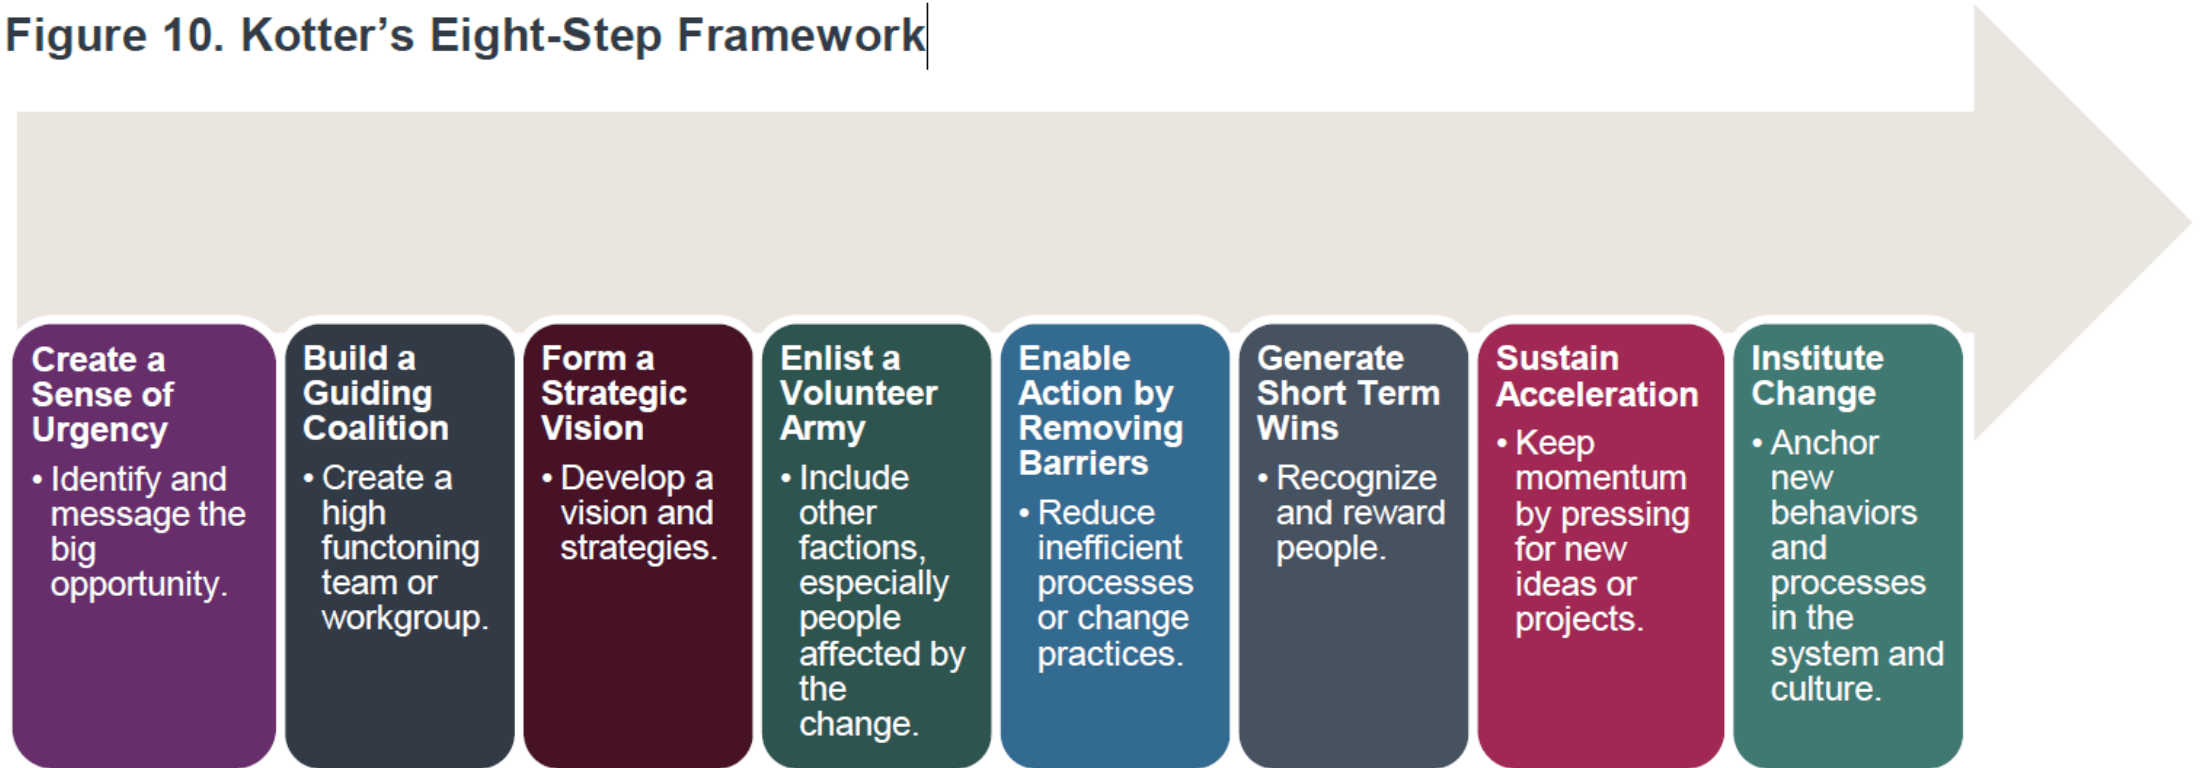 Figure 10. Kotter’s Eight-Step Framework
Create a
Sense of
Urgency
• Identify and
message the
big
opportunity.
Build a
Guiding
Coalition
• Create a
high
functoning
team or
workgroup.
Form a
Strategic
Vision
• Develop a
vision and
strategies.
Enlist a
Volunteer
Army
• Include
other
factions,
especially
people
affected by
the
change.
Enable
Action by
Removing
Barriers
• Reduce
inefficient
processes
or change
practices.
Generate
Short Term
Wins
• Recognize
and reward
people.
Sustain
Acceleration
• Keep
momentum
by pressing
for new
ideas or
projects.
Institute
Change
• Anchor
new
behaviors
and
processes
in the
system and
culture.